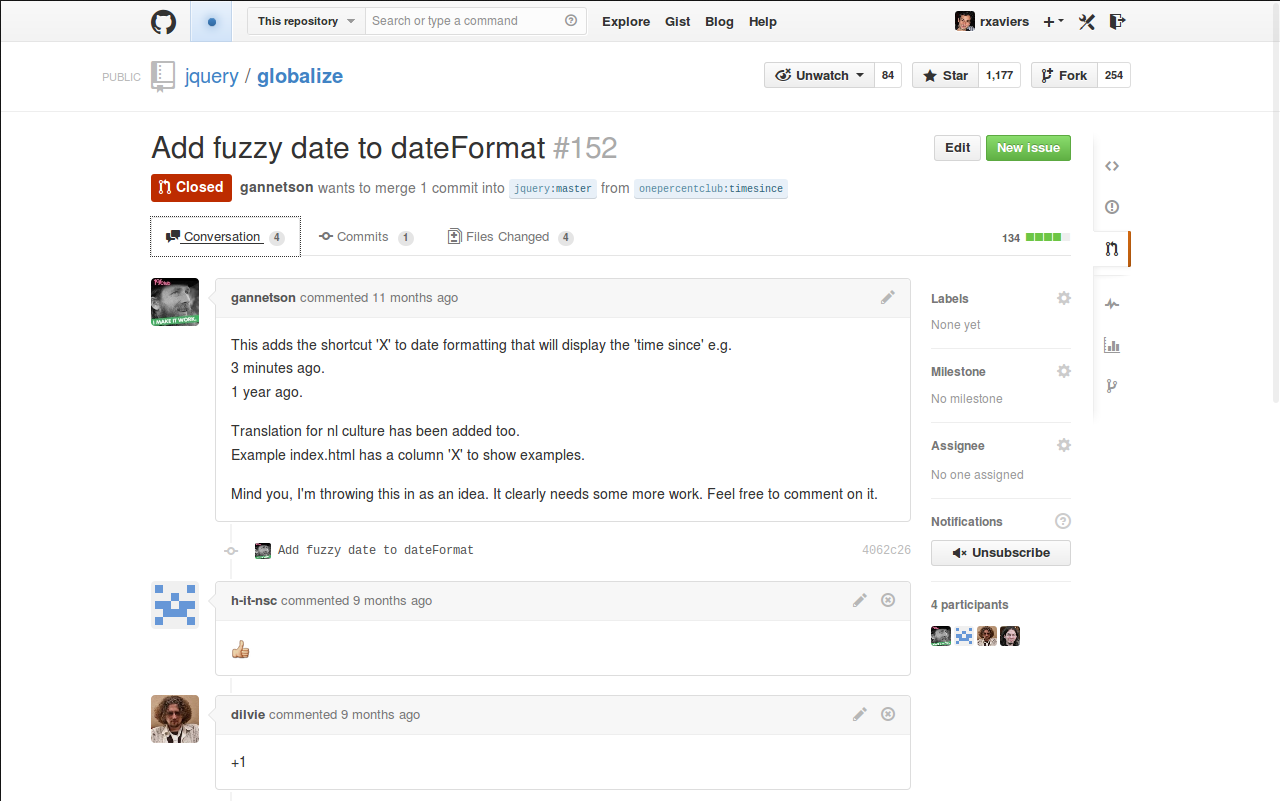 This repository
Search or type a command
Explore
Gist
Blog
Help
rxaviers
PUBLIC
jquery / globalize
Unwatch
84
Star
1,177
Fork
254
Add fuzzy date to dateFormat #152
Edit
New issue
Closed
gannetson wants to merge 1 commit into jquery:master from onepercentclub:timesince
Conversation 4
Commits 1
Files Changed 4
134
I MAKE IT WORK.
gannetson commented 11 months ago
This adds the shortcut 'X' to date formatting that will display the 'time since' e.g.
3 minutes ago.
1 year ago.
Translation for nl culture has been added too.
Example index.html has a column 'X' to show examples.
Mind you, I'm throwing this in as an idea. It clearly needs some more work. Feel free to comment on it.
Add fuzzy date to dateFormat
4062c26
h-it-nsc commented 9 months ago
dilvie commented 9 months ago
+1
Labels
None yet
Milestone
No milestone
Assignee
No one assigned
Notifications
Unsubscribe
4 participants